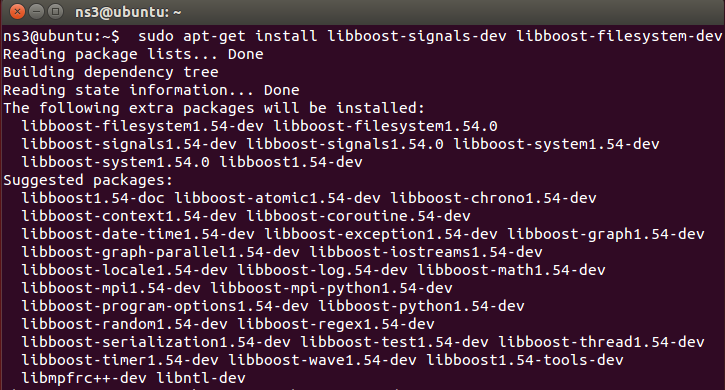 ns3@ubuntu: ~
ns3@ubuntu:~$  sudo apt-get install libboost-signals-dev libboost-filesystem-dev
Reading package lists... Done
Building dependency tree
Reading state information... Done
The following extra packages will be installed:
  libboost-filesystem1.54-dev libboost-filesystem1.54.0
  libboost-signals1.54-dev libboost-signals1.54.0 libboost-system1.54-dev
  libboost-system1.54.0 libboost1.54-dev
Suggested packages:
  libboost1.54-doc libboost-atomic1.54-dev libboost-chrono1.54-dev
  libboost-context1.54-dev libboost-coroutine.54-dev
  libboost-date-time1.54-dev libboost-exception1.54-dev libboost-graph1.54-dev
  libboost-graph-parallel1.54-dev libboost-iostreams1.54-dev
  libboost-locale1.54-dev libboost-log.54-dev libboost-math1.54-dev
  libboost-mpi1.54-dev libboost-mpi-python1.54-dev
  libboost-program-options1.54-dev libboost-python1.54-dev
  libboost-random1.54-dev libboost-regex1.54-dev
  libboost-serialization1.54-dev libboost-test1.54-dev libboost-thread1.54-dev
  libboost-timer1.54-dev libboost-wave1.54-dev libboost1.54-tools-dev
  libmpfrc++-dev libntl-dev